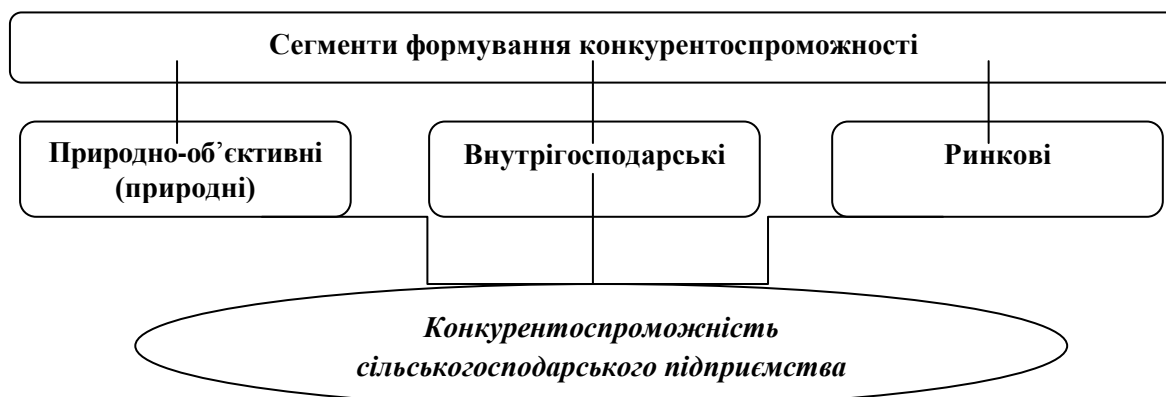 Сегменти формування конкурентоспроможності
Природно-об’єктивні
(природні)
Внутрігосподарські
Ринкові
Конкурентоспроможність
сільськогосподарського підприємства